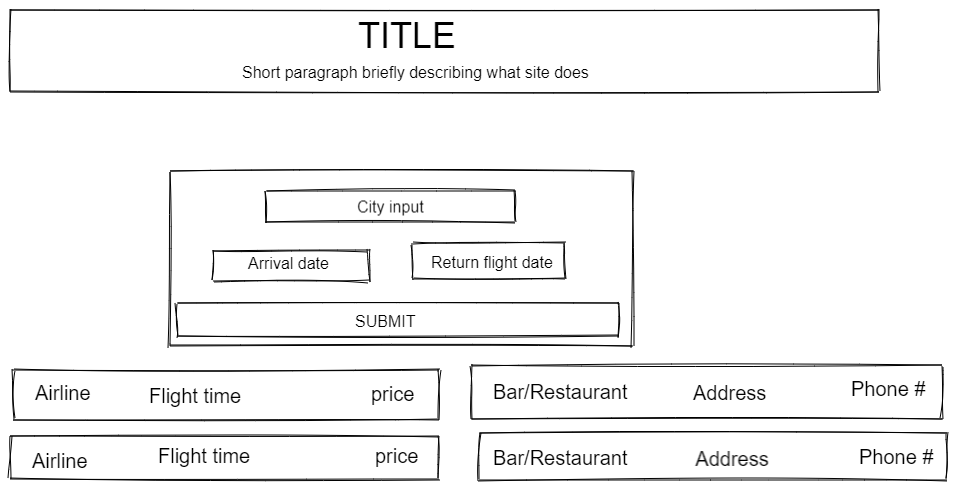 TITLE
Short paragraph briefly describing what site does
City input
Arrival date
Return flight date
SUBMIT
Airline
Flight time
price
Bar/Restaurant
Address
Phone #
Airline
Flight time
price
Bar/Restaurant
Address
Phone #